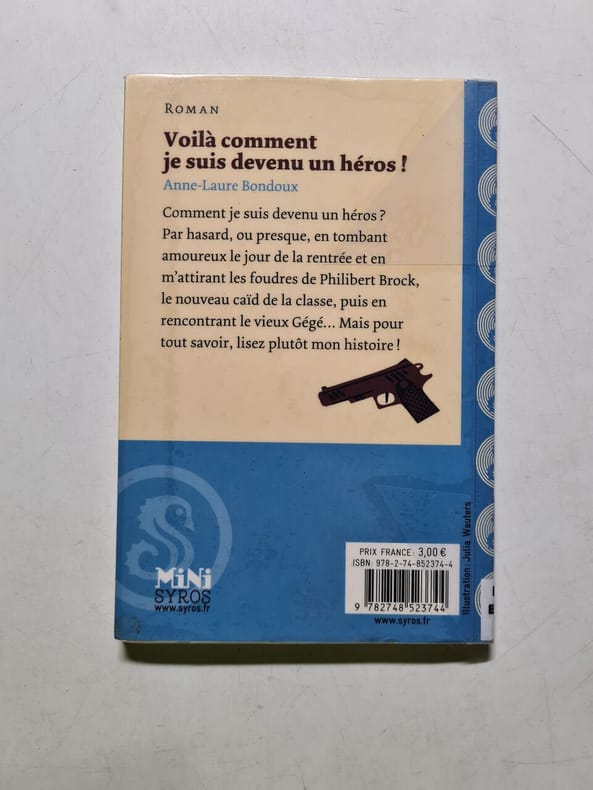 ROMAN
Voilà comment
je suis devenu un héros !
Anne-Laure Bondoux
Comment je suis devenu un héros ?
Par hasard, ou presque, en tombant
amoureux le jour de la rentrée et en
m'attirant les foudres de Philibert Brock,
le nouveau caïd de la classe, puis en
rencontrant le vieux Gégé... Mais pour
tout savoir, lisez plutôt mon histoire !
MiNi
SYROS
www.syros.fr
PRIX FRANCE : 3,00 €
ISBN: 978-2-74-852374-4
9 782748 523744
www.syros.fr
Illustration : Julia Wauters